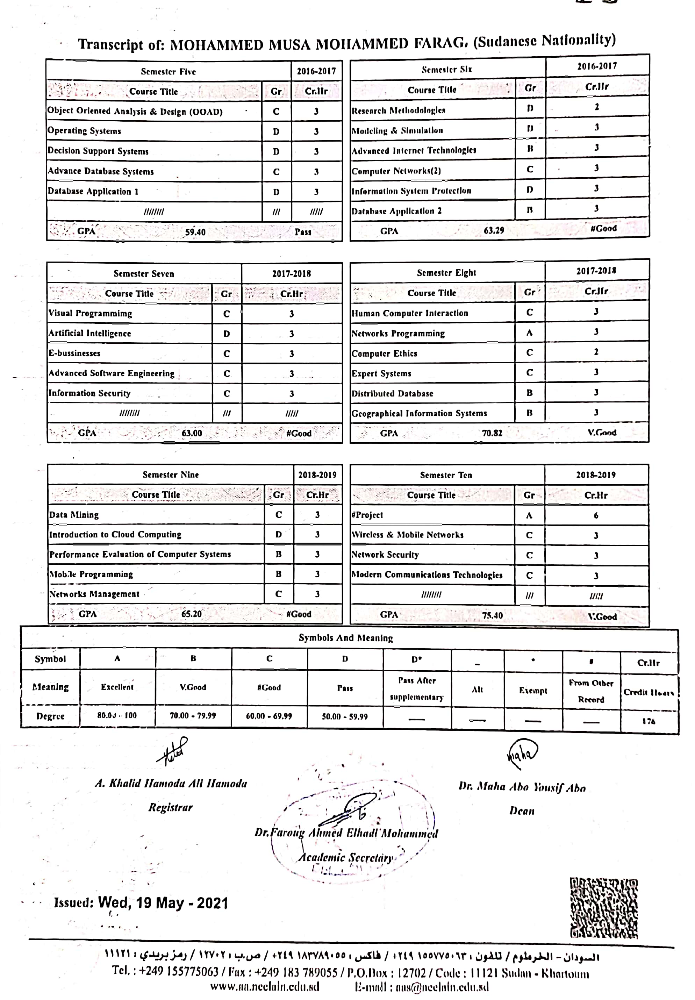 Transcript of: MOHAMMED MUSA MOHAMMED FARAG. (Sudanese Nationality)
Semester Five 2016-2017
Course Title Gr Cr.Hr
Object Oriented Analysis & Design (OOAD) C 3
Operating Systems D 3
Decision Support Systems D 3
Advance Database Systems C 3
Database Application 1 D 3
//////// /// /////
GPA 59.40 Pass
Semester Six 2016-2017
Course Title Gr Cr.Hr
Research Methodologies D 2
Modeling & Simulation D 3
Advanced Internet Technologies B 3
Computer Networks(2) C 3
Information System Protection D 3
Database Application 2 B 3
GPA 63.29 #Good
Semester Seven 2017-2018
Course Title Gr Cr.Hr
Visual Programmimg C 3
Artificial Intelligence D 3
E-bussinesses C 3
Advanced Software Engineering C 3
Information Security C 3
//////// /// /////
GPA 63.00 #Good
Semester Eight 2017-2018
Course Title Gr Cr.Hr
Human Computer Interaction C 3
Networks Programming A 3
Computer Ethics C 2
Expert Systems C 3
Distributed Database B 3
Geographical Information Systems B 3
GPA 70.82 V.Good
Semester Nine 2018-2019
Course Title Gr Cr.Hr
Data Mining C 3
Introduction to Cloud Computing D 3
Performance Evaluation of Computer Systems B 3
Mobile Programming B 3
Networks Management C 3
GPA 65.20 #Good
Semester Ten 2018-2019
Course Title Gr Cr.Hr
#Project A 6
Wireless & Mobile Networks C 3
Network Security C 3
Modern Communications Technologies C 3
//////// /// /////
GPA 75.40 V.Good
Symbols And Meaning
Symbol A B C D D* - * # Cr.Hr
Meaning Excellent V.Good #Good Pass Pass After supplementary Alt Exempt From Other Record Credit Hours
Degree 80.00 - 100 70.00 - 79.99 60.00 - 69.99 50.00 - 59.99 — — — —
Maha
A. Khalid Hamoda Ali Hamoda
Registrar
Dr. Maha Abo Yousif Abo
Dean
Dr.Faroug Ahmed Elhadi Mohammed
Academic Secretary
Issued: Wed, 19 May - 2021
السودان - الخرطوم / تلفون : ١٥٥٧٧٥٠٦٣ ٢٤٩+ / فاكس : ١٨٣٧٨٩٠٥٥ ٢٤٩+ / ص.ب : ١٢٧٠٢ / رمز بريدي : ١١١٢١
Tel. : +249 155775063 / Fax : +249 183 789055 / P.O.Box : 12702 / Code : 11121 Sudan - Khartoum
www.aa.neelain.edu.sd E-mail : aas@neelain.edu.sd